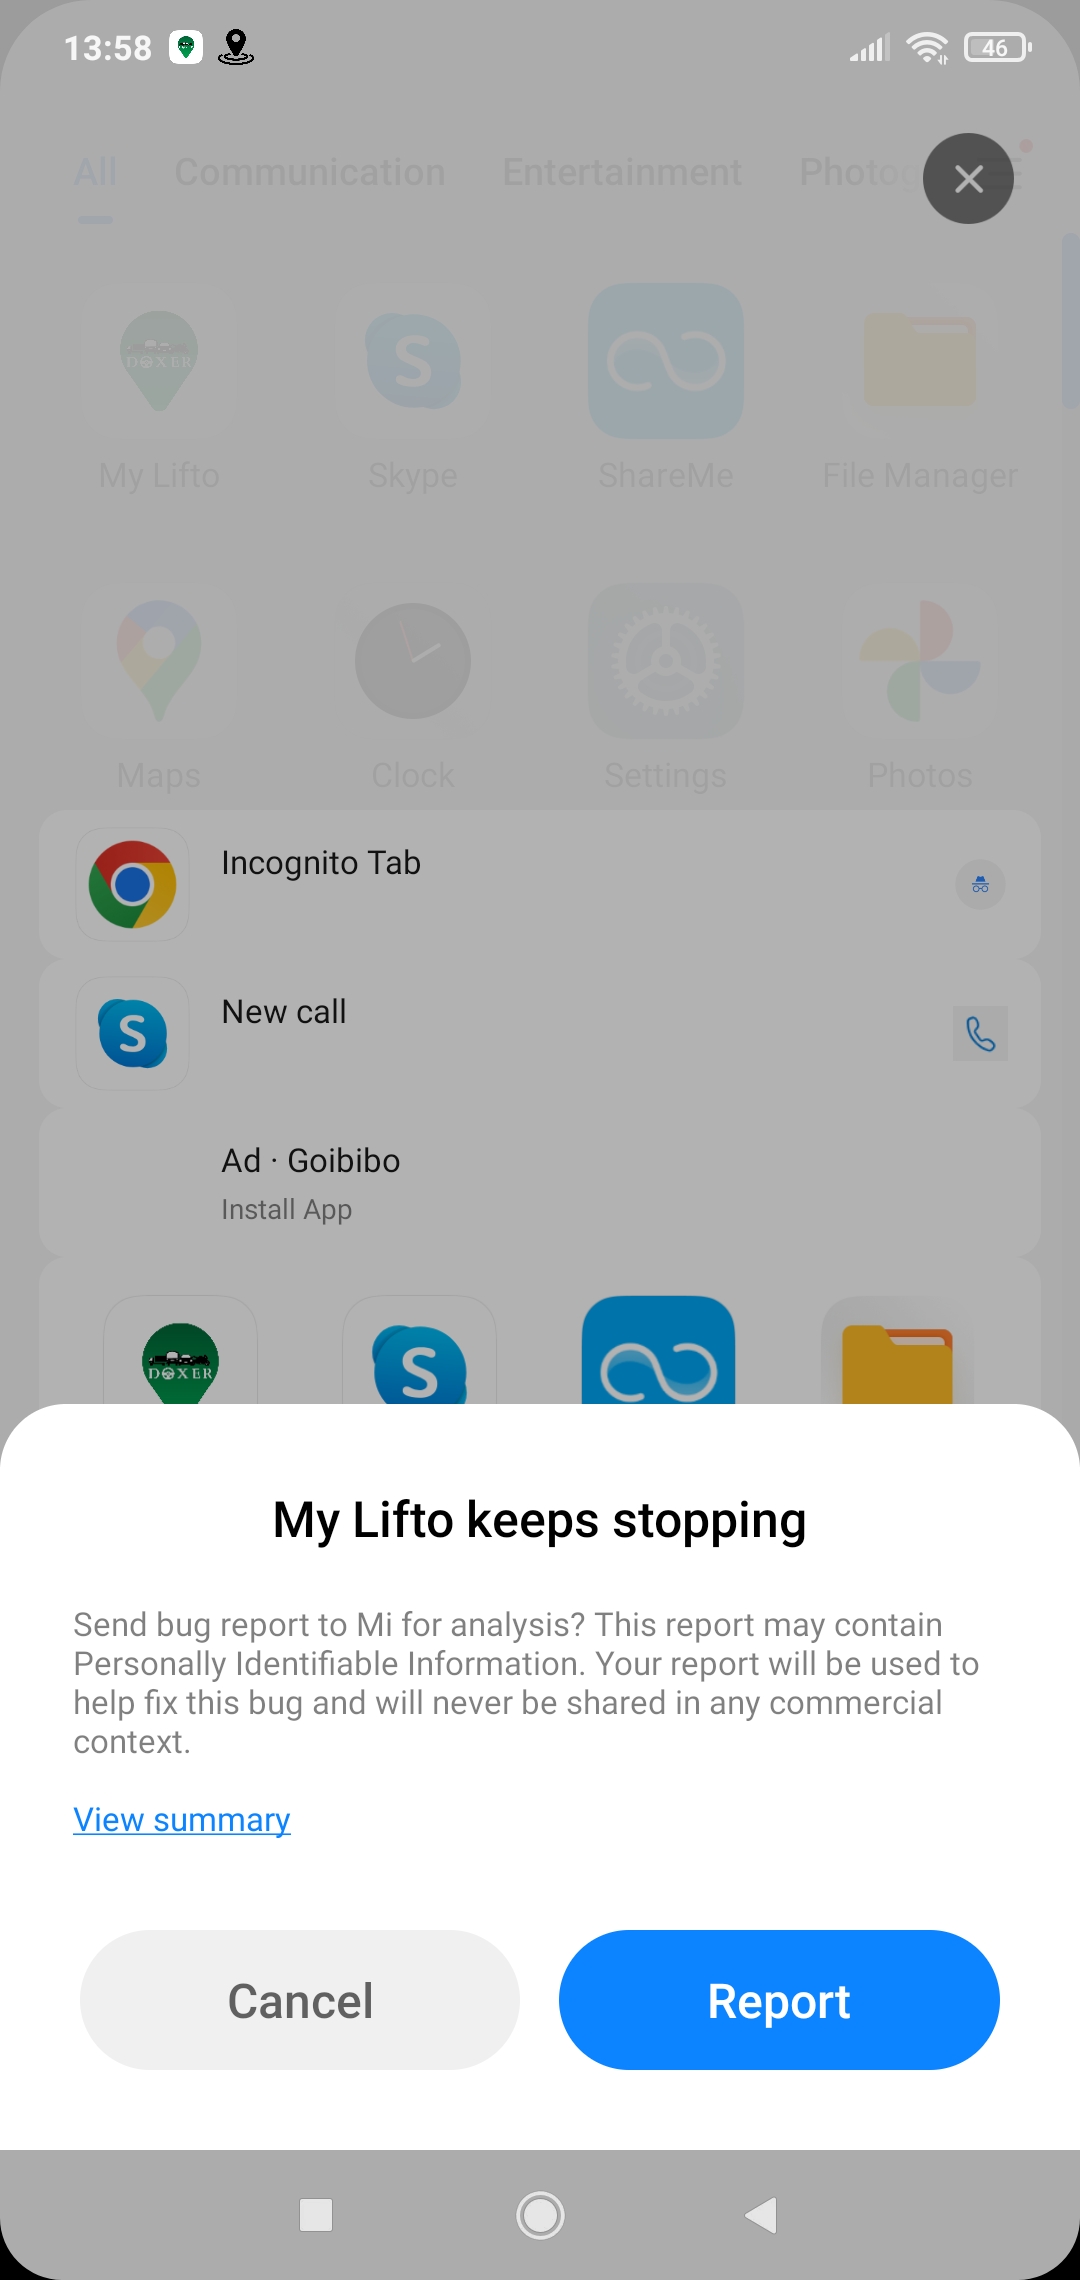 13:58
46
All Communication Entertainment Photog
DOXER
S
My Lifto Skype ShareMe File Manager
Maps Clock Settings Photos
Incognito Tab
S
New call
Ad · Goibibo
Install App
DOXER
S
My Lifto keeps stopping
Send bug report to Mi for analysis? This report may contain
Personally Identifiable Information. Your report will be used to
help fix this bug and will never be shared in any commercial
context.
View summary
Cancel Report